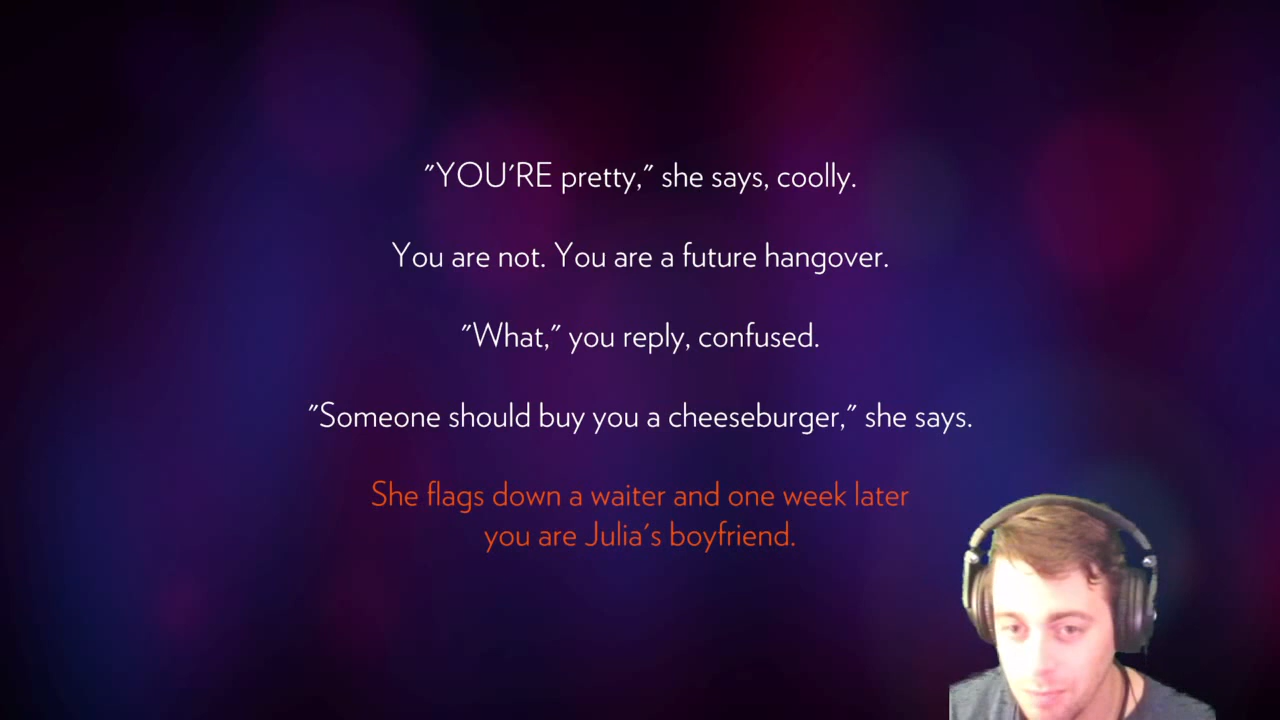 "YOU'RE pretty," she says, coolly.
You are not. You are a future hangover.
"What," you reply, confused.
"Someone should buy you a cheeseburger," she says.
She flags down a waiter and one week later
you are Julia's boyfriend.